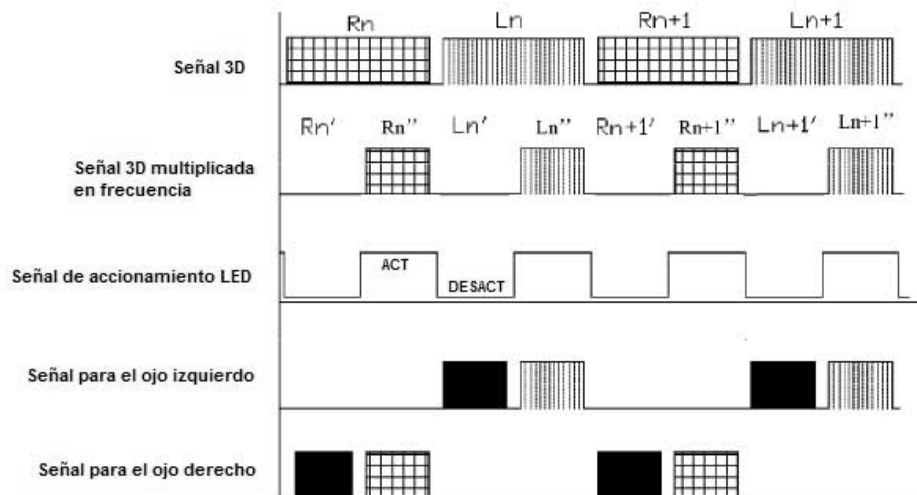 Rn Ln Rn+1 Ln+1
Señal 3D
Rn' Rn'' Ln' Ln'' Rn+1' Rn+1'' Ln+1' Ln+1''
Señal 3D multiplicada
en frecuencia
Señal de accionamiento LED
ACT
DESACT
Señal para el ojo izquierdo
Señal para el ojo derecho